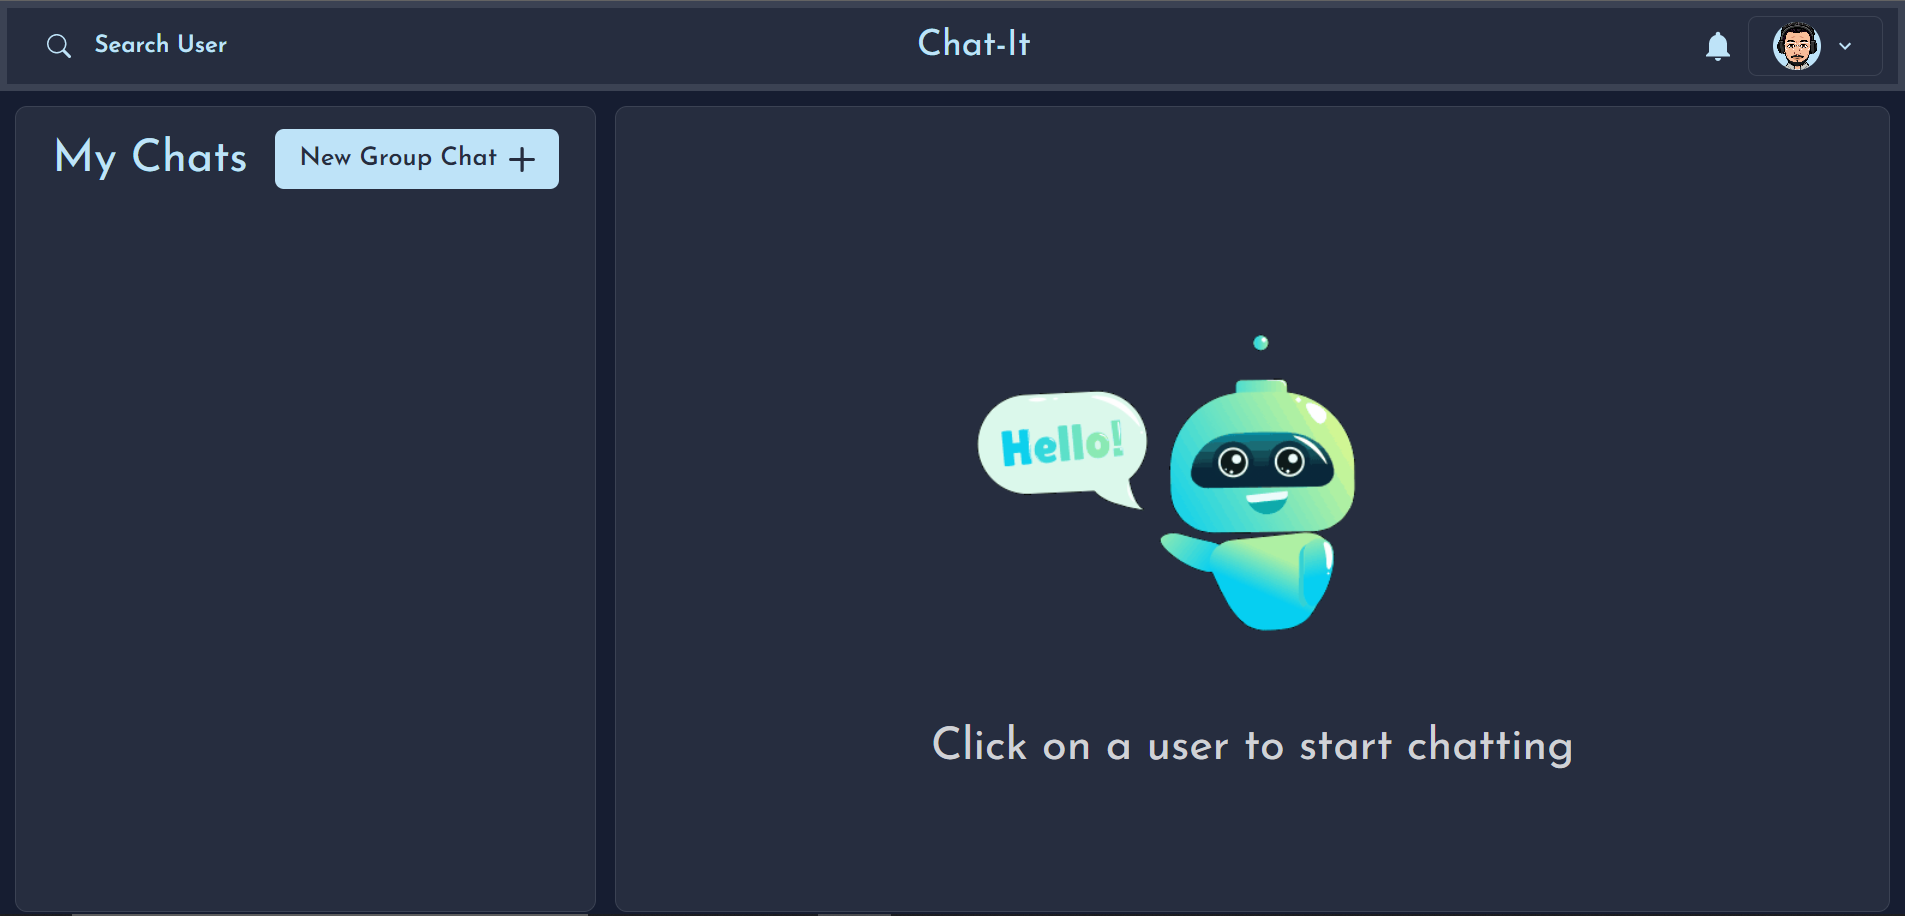 Search User
Chat-It
My Chats
New Group Chat
Hello!
Click on a user to start chatting